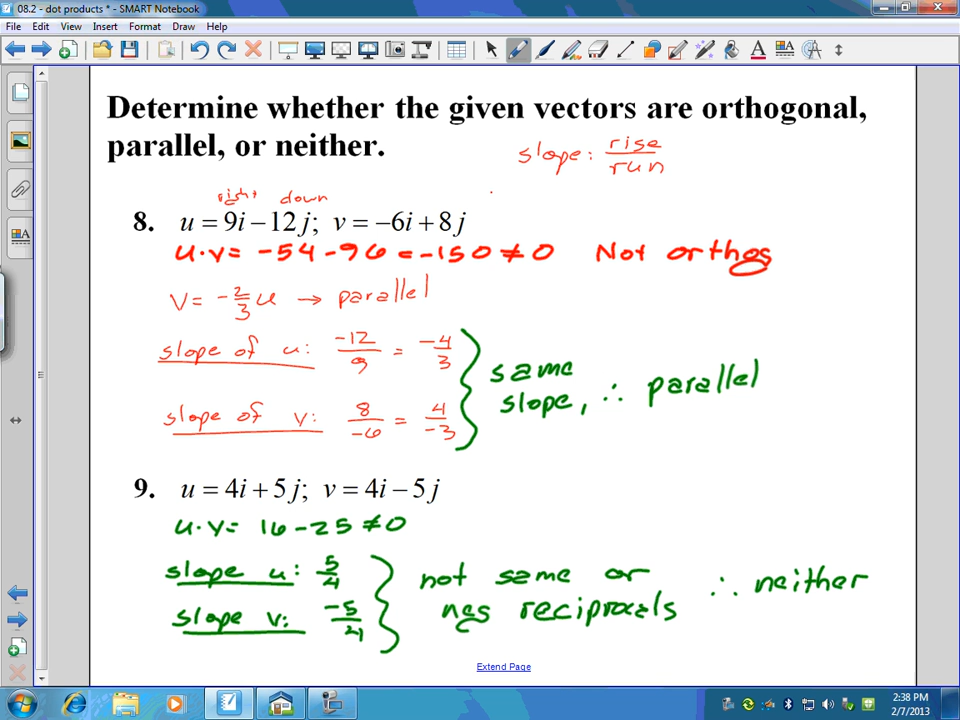 08.2 - dot products * - SMART Notebook
File Edit View Insert Format Draw Help
Determine whether the given vectors are orthogonal,
parallel, or neither.
slope: rise/run
right down
8. u = 9i − 12j; v = −6i + 8j
u·v = -54 - 96 = -150 ≠ 0 Not orthog
v = -2/3 u → parallel
slope of u: -12/9 = -4/3
slope of v: 8/-6 = 4/-3
same
slope, ∴ parallel
9. u = 4i + 5j; v = 4i − 5j
u·v = 16 - 25 ≠ 0
slope u: 5/4
slope v: -5/4
not same or
neg reciprocals
∴ neither
Extend Page
2:38 PM
2/7/2013